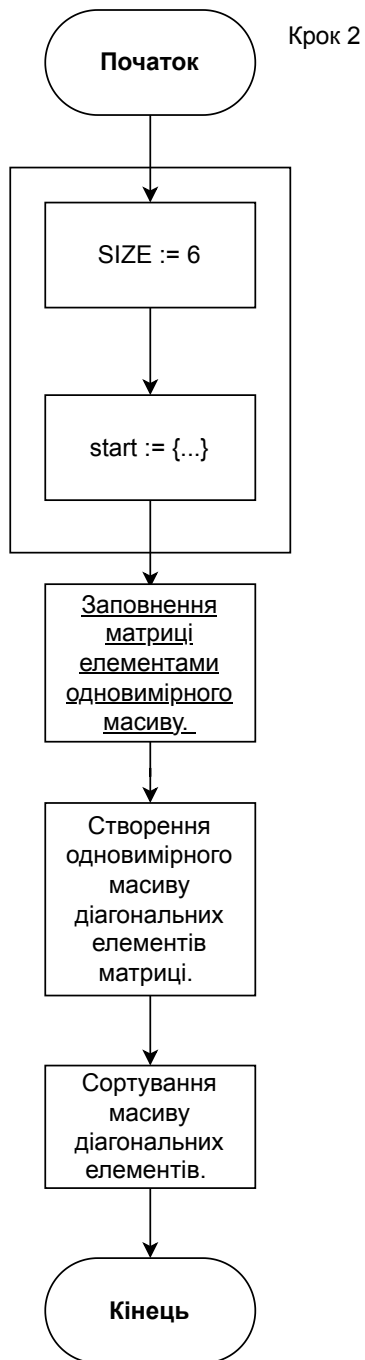 Початок
Крок 2
SIZE := 6
start := {...}
Заповнення
матриці
елементами
одновимірного
масиву.
Створення
одновимірного
масиву
діагональних
елементів
матриці.
Сортування
масиву
діагональних
елементів.
Кінець